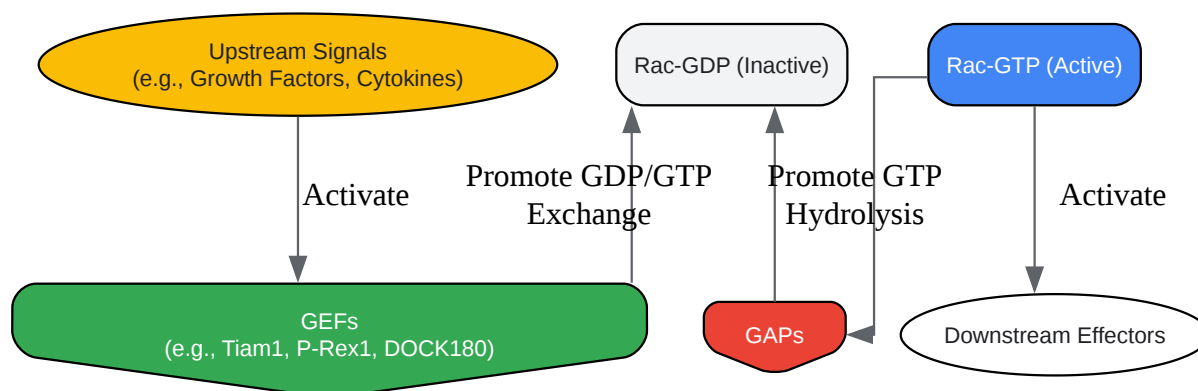 Upstream Signals
(e.g., Growth Factors, Cytokines)
Rac-GDP (Inactive)
Rac-GTP (Active)
Activate
Promote GDP/GTP
Exchange
Promote GTP
Hydrolysis
Activate
GEFs
(e.g., Tiam1, P-Rex1, DOCK180)
GAPs
Downstream Effectors